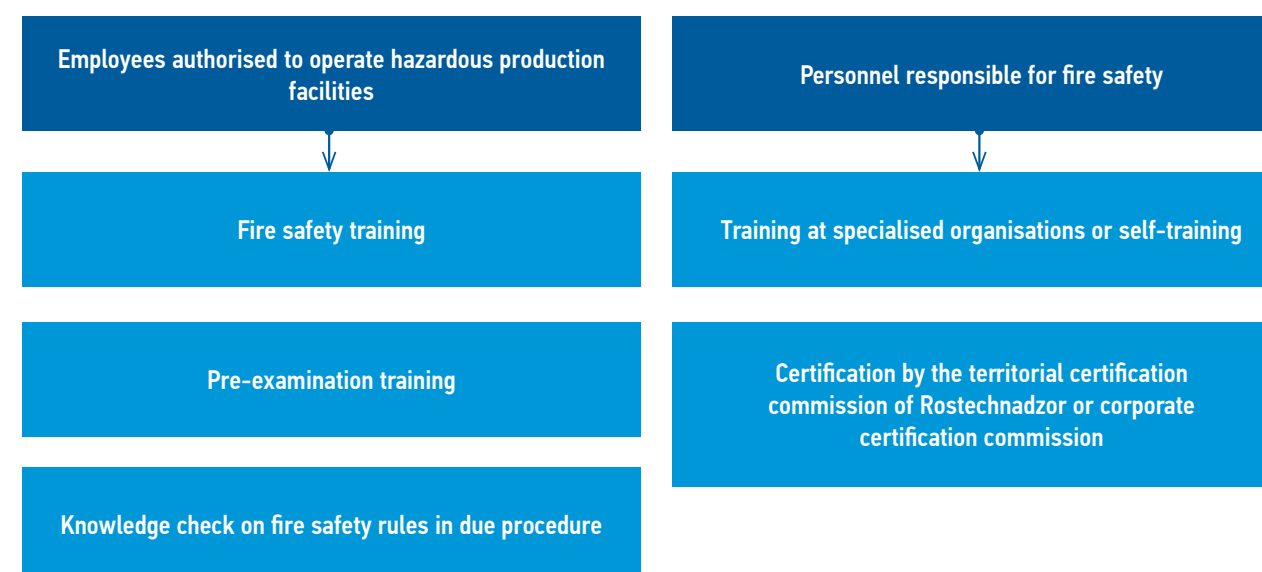 Employees authorised to operate hazardous production
facilities
Fire safety training
Pre-examination training
Knowledge check on fire safety rules in due procedure
Personnel responsible for fire safety
Training at specialised organisations or self-training
Certification by the territorial certification
commission of Rostechnadzor or corporate
certification commission